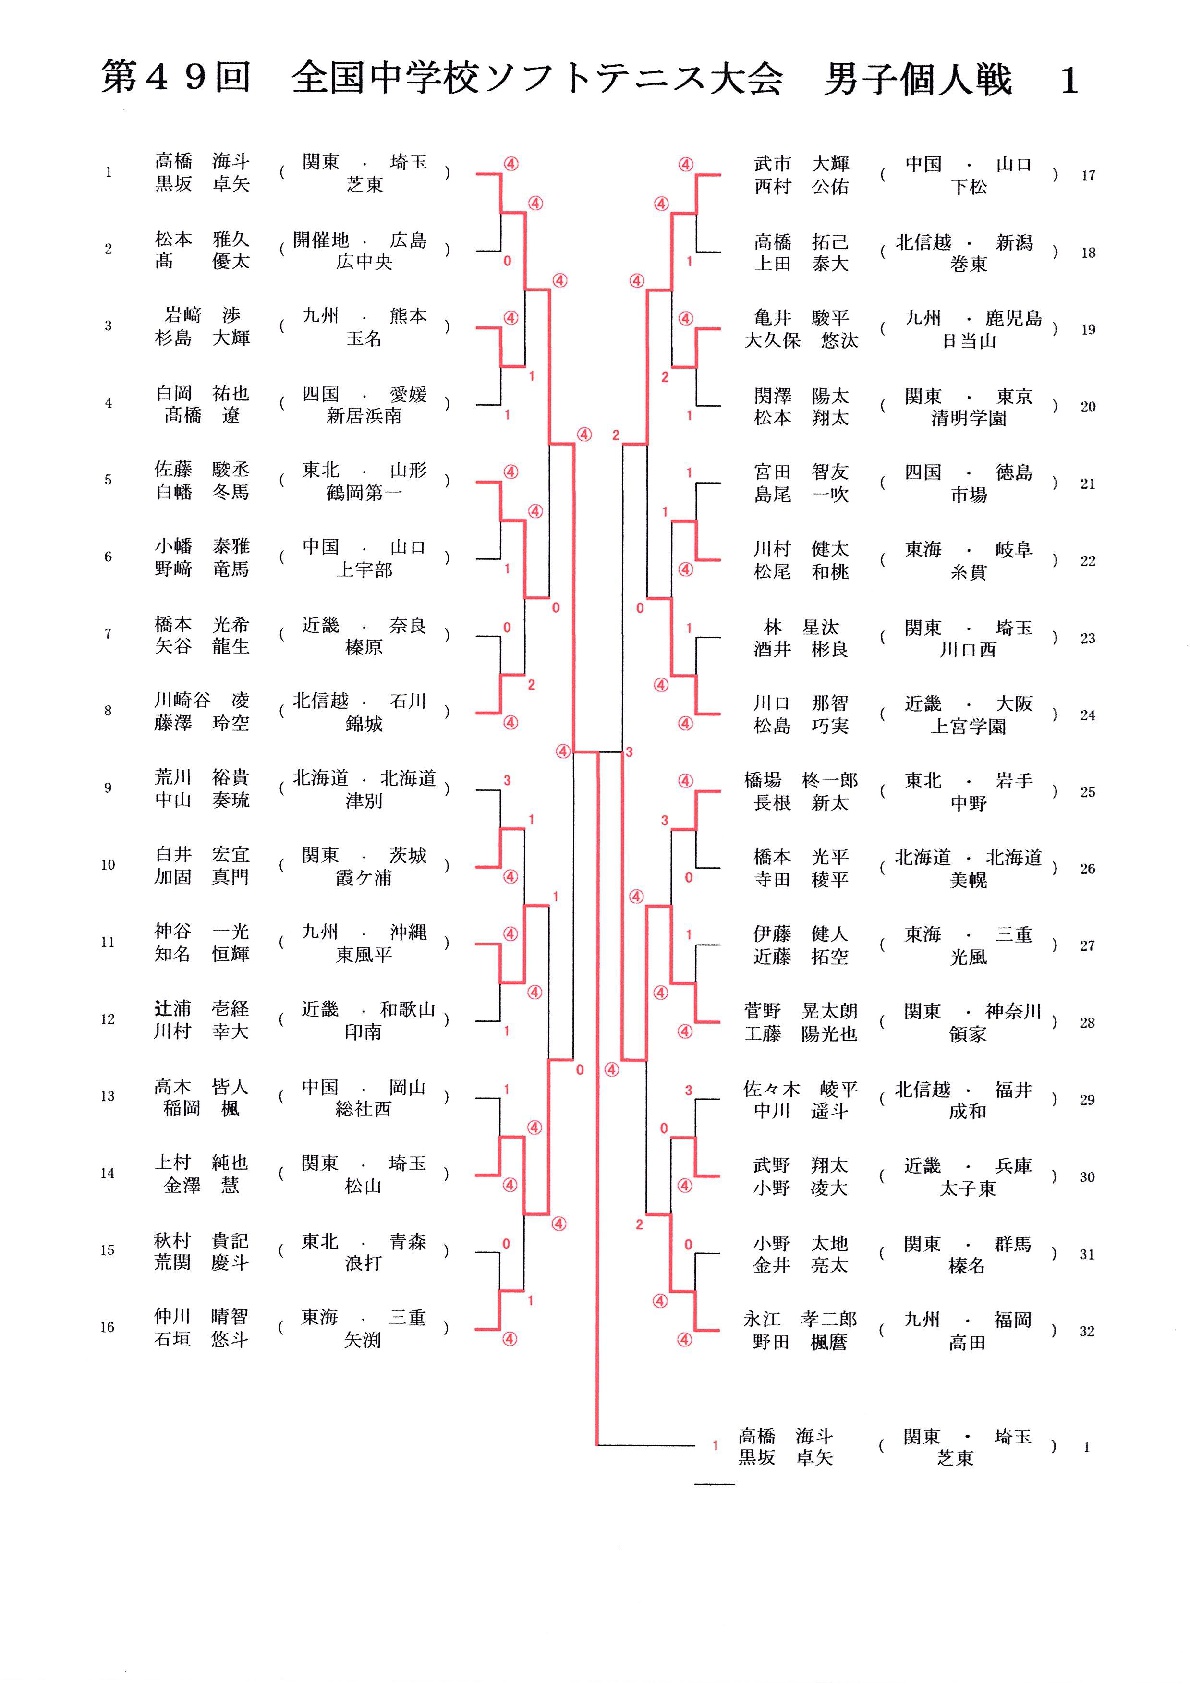 第４９回　全国中学校ソフトテニス大会　男子個人戦　１
1 高橋　海斗 ( 関東 ・ 埼玉 )
黒坂　卓矢 芝東
2 松本　雅久 ( 開催地 ・ 広島 )
髙　優太 広中央
3 岩﨑　渉 ( 九州 ・ 熊本 )
杉島　大輝 玉名
4 白岡　祐也 ( 四国 ・ 愛媛 )
髙橋　遼 新居浜南
5 佐藤　駿丞 ( 東北 ・ 山形 )
白幡　冬馬 鶴岡第一
6 小幡　泰雅 ( 中国 ・ 山口 )
野﨑　竜馬 上宇部
7 橋本　光希 ( 近畿 ・ 奈良 )
矢谷　龍生 榛原
8 川崎谷　凌 ( 北信越 ・ 石川 )
藤澤　玲空 錦城
9 荒川　裕貴 ( 北海道 ・ 北海道 )
中山　奏琉 津別
10 白井　宏宜 ( 関東 ・ 茨城 )
加固　真門 霞ケ浦
11 神谷　一光 ( 九州 ・ 沖縄 )
知名　恒輝 東風平
12 辻浦　壱経 ( 近畿 ・ 和歌山 )
川村　幸大 印南
13 高木　皆人 ( 中国 ・ 岡山 )
稲岡　楓 総社西
14 上村　純也 ( 関東 ・ 埼玉 )
金澤　慧 松山
15 秋村　貴記 ( 東北 ・ 青森 )
荒関　慶斗 浪打
16 仲川　晴智 ( 東海 ・ 三重 )
石垣　悠斗 矢渕
④ ④ 0 ④ ④ 1 1 ④ ④ ④ 1 0 0 2 ④
④ 3 1 ④ 1 ④ ④ 1 0 1 ④ ④ ④ 0 1 ④
④ ④ 1 ④ ④ 2 1 2 1 1 ④ 0 1 ④ ④
3 ④ 3 0 ④ 1 ④ ④ ④ 3 0 ④ 2 0 ④ ④
武市　大輝 ( 中国 ・ 山口 ) 17
西村　公佑 下松
高橋　拓己 ( 北信越 ・ 新潟 ) 18
上田　泰大 巻東
亀井　駿平 ( 九州 ・ 鹿児島 ) 19
大久保　悠汰 日当山
関澤　陽太 ( 関東 ・ 東京 ) 20
松本　翔太 清明学園
宮田　智友 ( 四国 ・ 徳島 ) 21
島尾　一吹 市場
川村　健太 ( 東海 ・ 岐阜 ) 22
松尾　和桃 糸貫
林　星汰 ( 関東 ・ 埼玉 ) 23
酒井　彬良 川口西
川口　那智 ( 近畿 ・ 大阪 ) 24
松島　巧実 上宮学園
橋場　柊一郎 ( 東北 ・ 岩手 ) 25
長根　新太 中野
橋本　光平 ( 北海道 ・ 北海道 ) 26
寺田　稜平 美幌
伊藤　健人 ( 東海 ・ 三重 ) 27
近藤　拓空 光風
菅野　晃太朗 ( 関東 ・ 神奈川 ) 28
工藤　陽光也 領家
佐々木　崚平 ( 北信越 ・ 福井 ) 29
中川　遥斗 成和
武野　翔太 ( 近畿 ・ 兵庫 ) 30
小野　凌大 太子東
小野　太地 ( 関東 ・ 群馬 ) 31
金井　亮太 榛名
永江　孝二郎 ( 九州 ・ 福岡 ) 32
野田　楓麿 高田
1 高橋　海斗 ( 関東 ・ 埼玉 ) 1
黒坂　卓矢 芝東